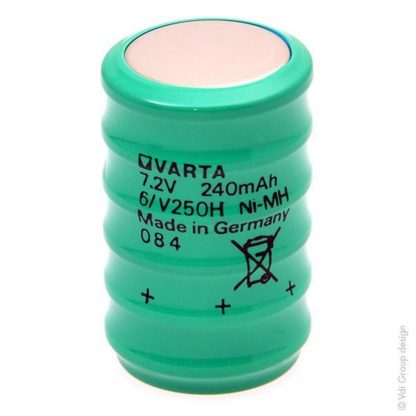 VARTA
7.2V 240mAh
6/V250H Ni-MH
Made in Germany
084
+ + +
© Vdi Group design